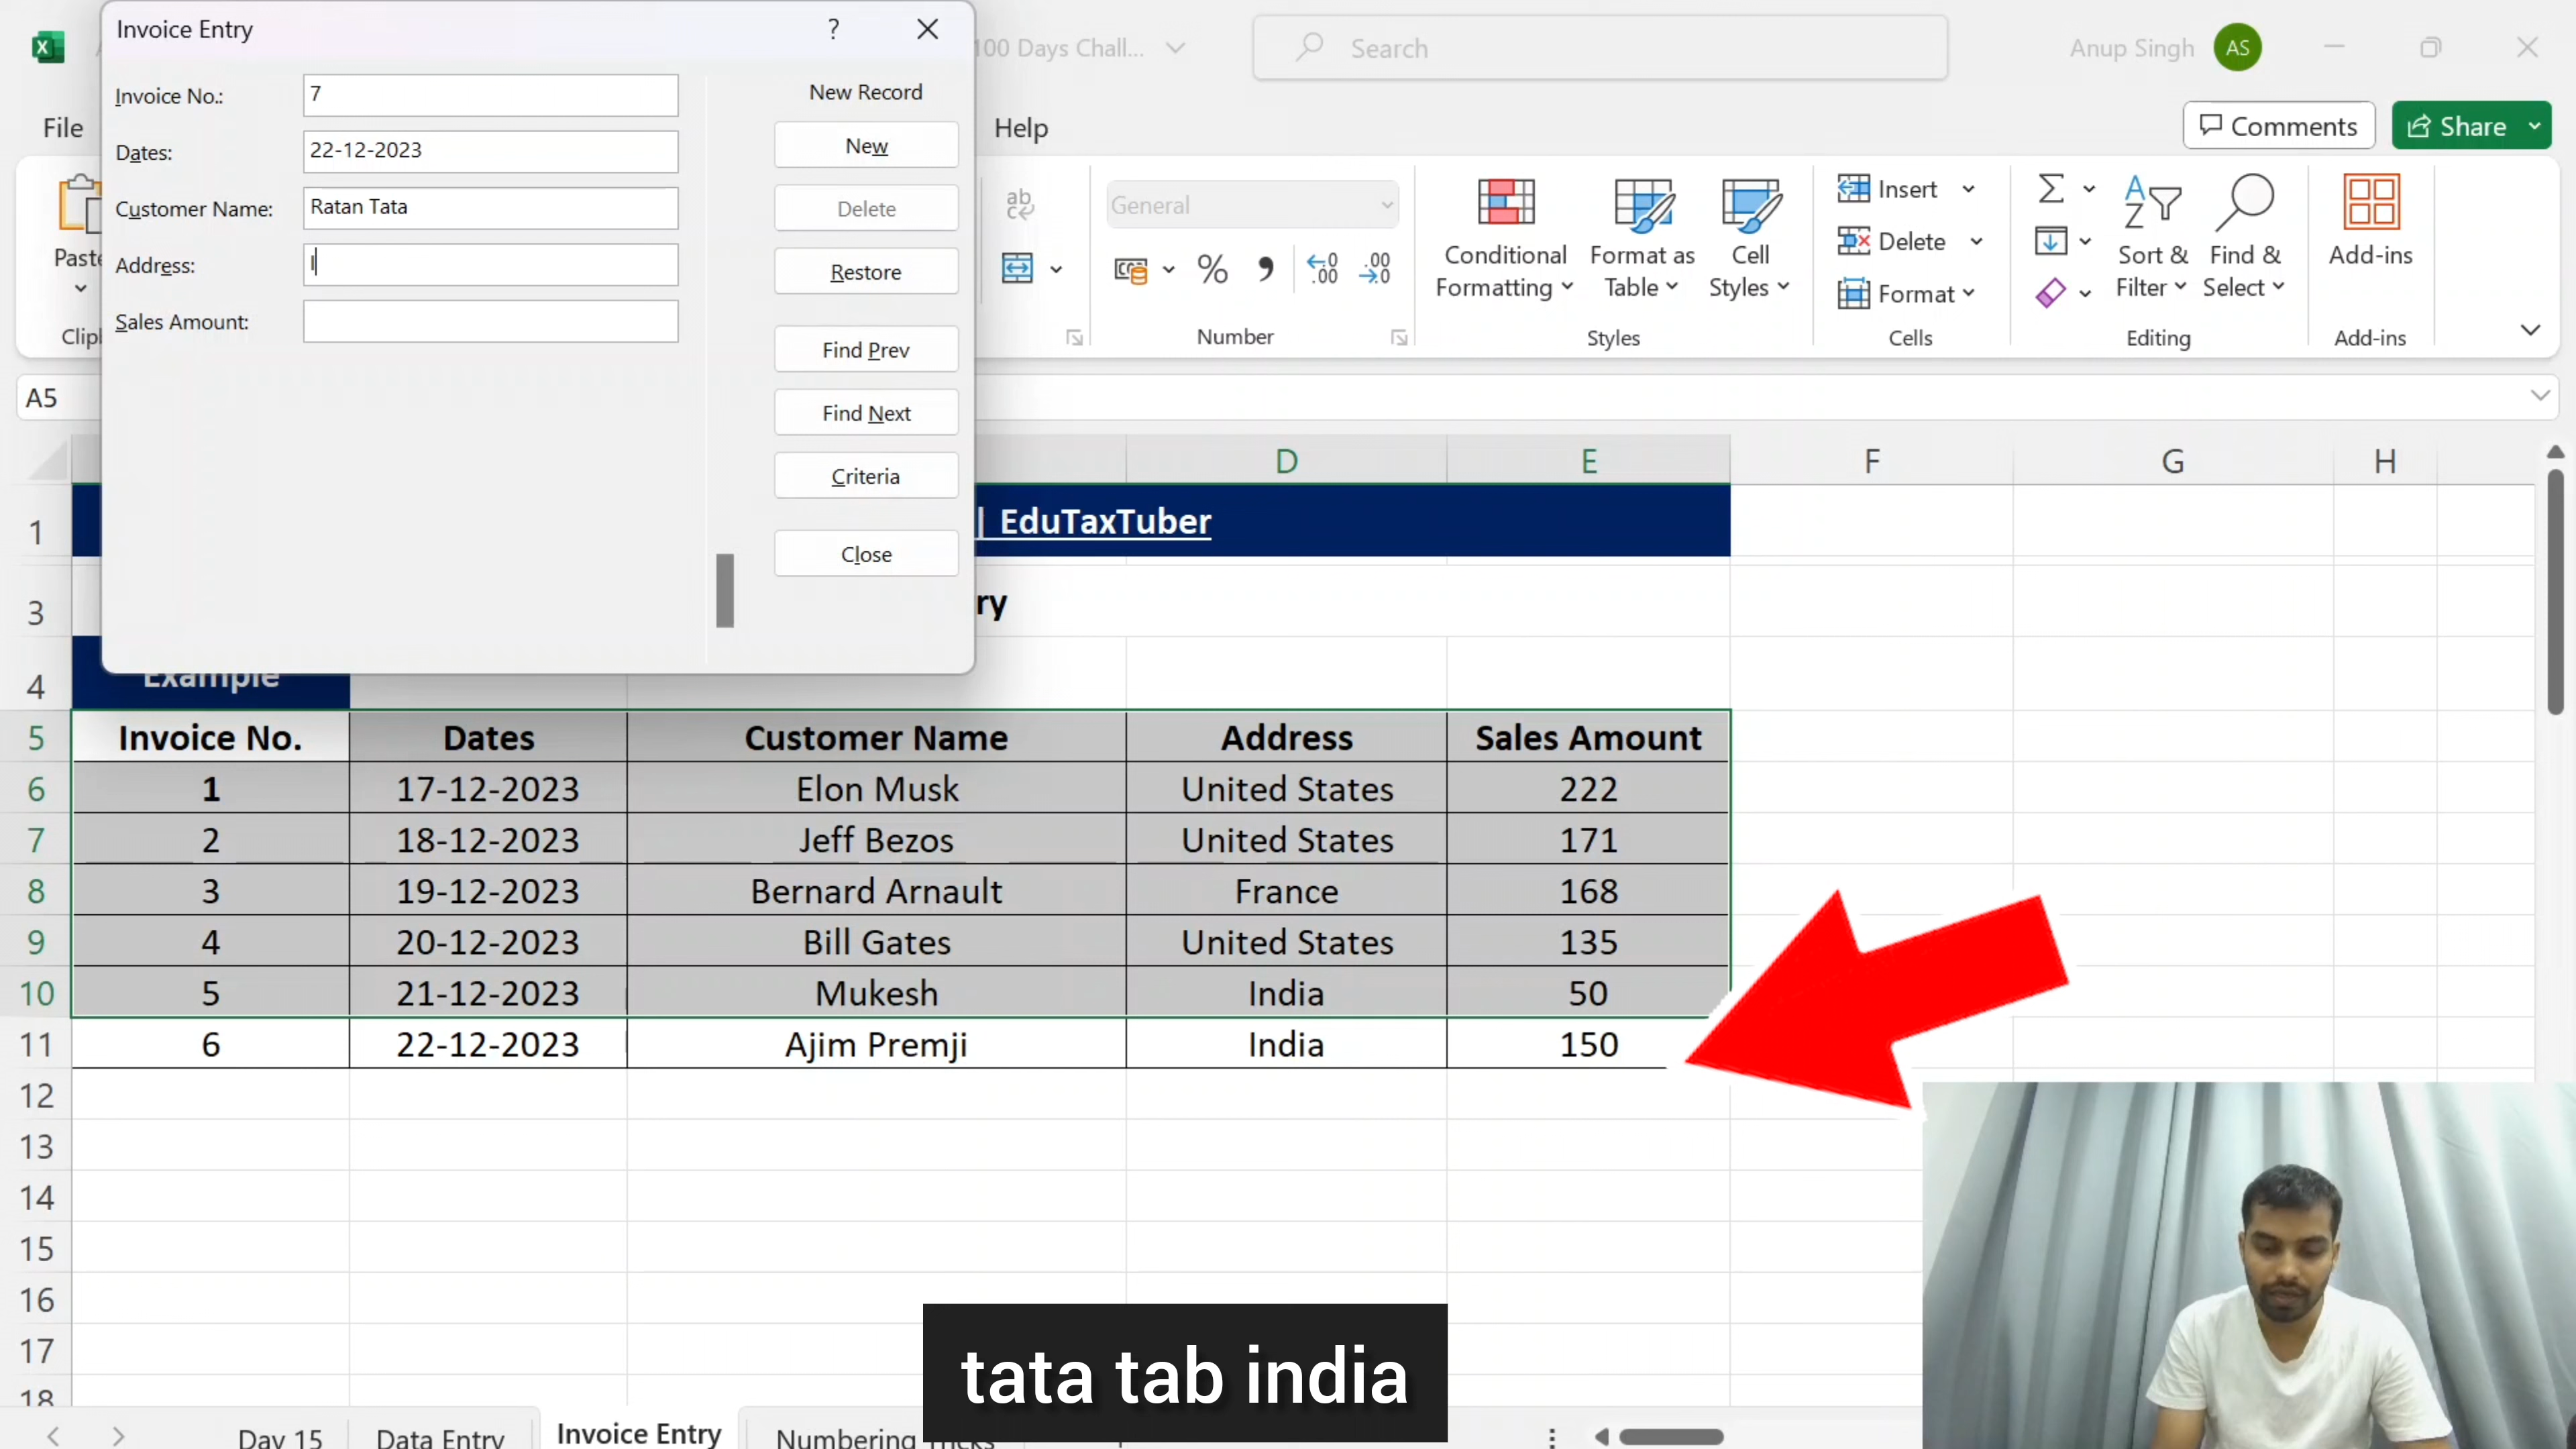 Invoice Entry
?
100 Days Chall...
Search
Anup Singh
AS
Invoice No.:
7
New Record
New
File
Help
Comments
Share
Dates:
22-12-2023
Customer Name:
Ratan Tata
Delete
Address:
I
Restore
Sales Amount:
Find Prev
Find Next
Criteria
Close
Paste
General
Number
Conditional
Formatting
Format as
Table
Cell
Styles
Styles
Insert
Delete
Format
Cells
Sort &
Filter
Find &
Select
Editing
Add-ins
Add-ins
A5
D E F G H
1 | EduTaxTuber
3
4 Example
5 Invoice No. Dates Customer Name Address Sales Amount
6 1 17-12-2023 Elon Musk United States 222
7 2 18-12-2023 Jeff Bezos United States 171
8 3 19-12-2023 Bernard Arnault France 168
9 4 20-12-2023 Bill Gates United States 135
10 5 21-12-2023 Mukesh India 50
11 6 22-12-2023 Ajim Premji India 150
12
13
14
15
16
17
18
tata tab india
Day 15 Data Entry Invoice Entry Numbering